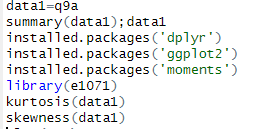 data1=q9a
summary(data1);data1
installed.packages('dplyr')
installed.packages('ggplot2')
installed.packages('moments')
library(e1071)
kurtosis(data1)
skewness(data1)